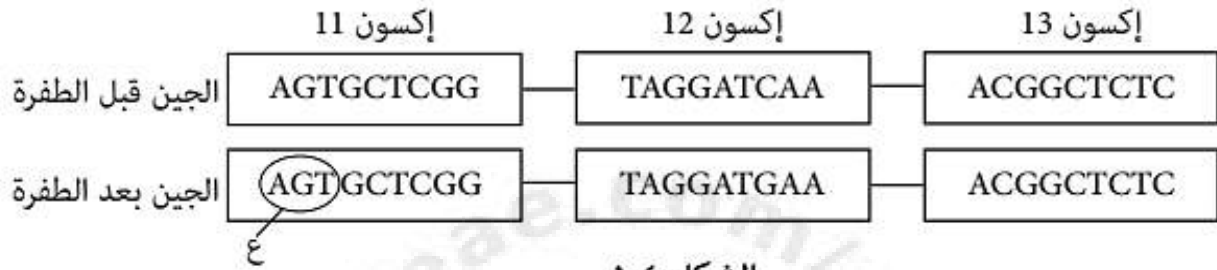 إكسون 11 إكسون 12 إكسون 13
الجين قبل الطفرة AGTGCTCGG TAGGATCAA ACGGCTCTC
الجين بعد الطفرة AGTGCTCGG TAGGATGAA ACGGCTCTC
ع